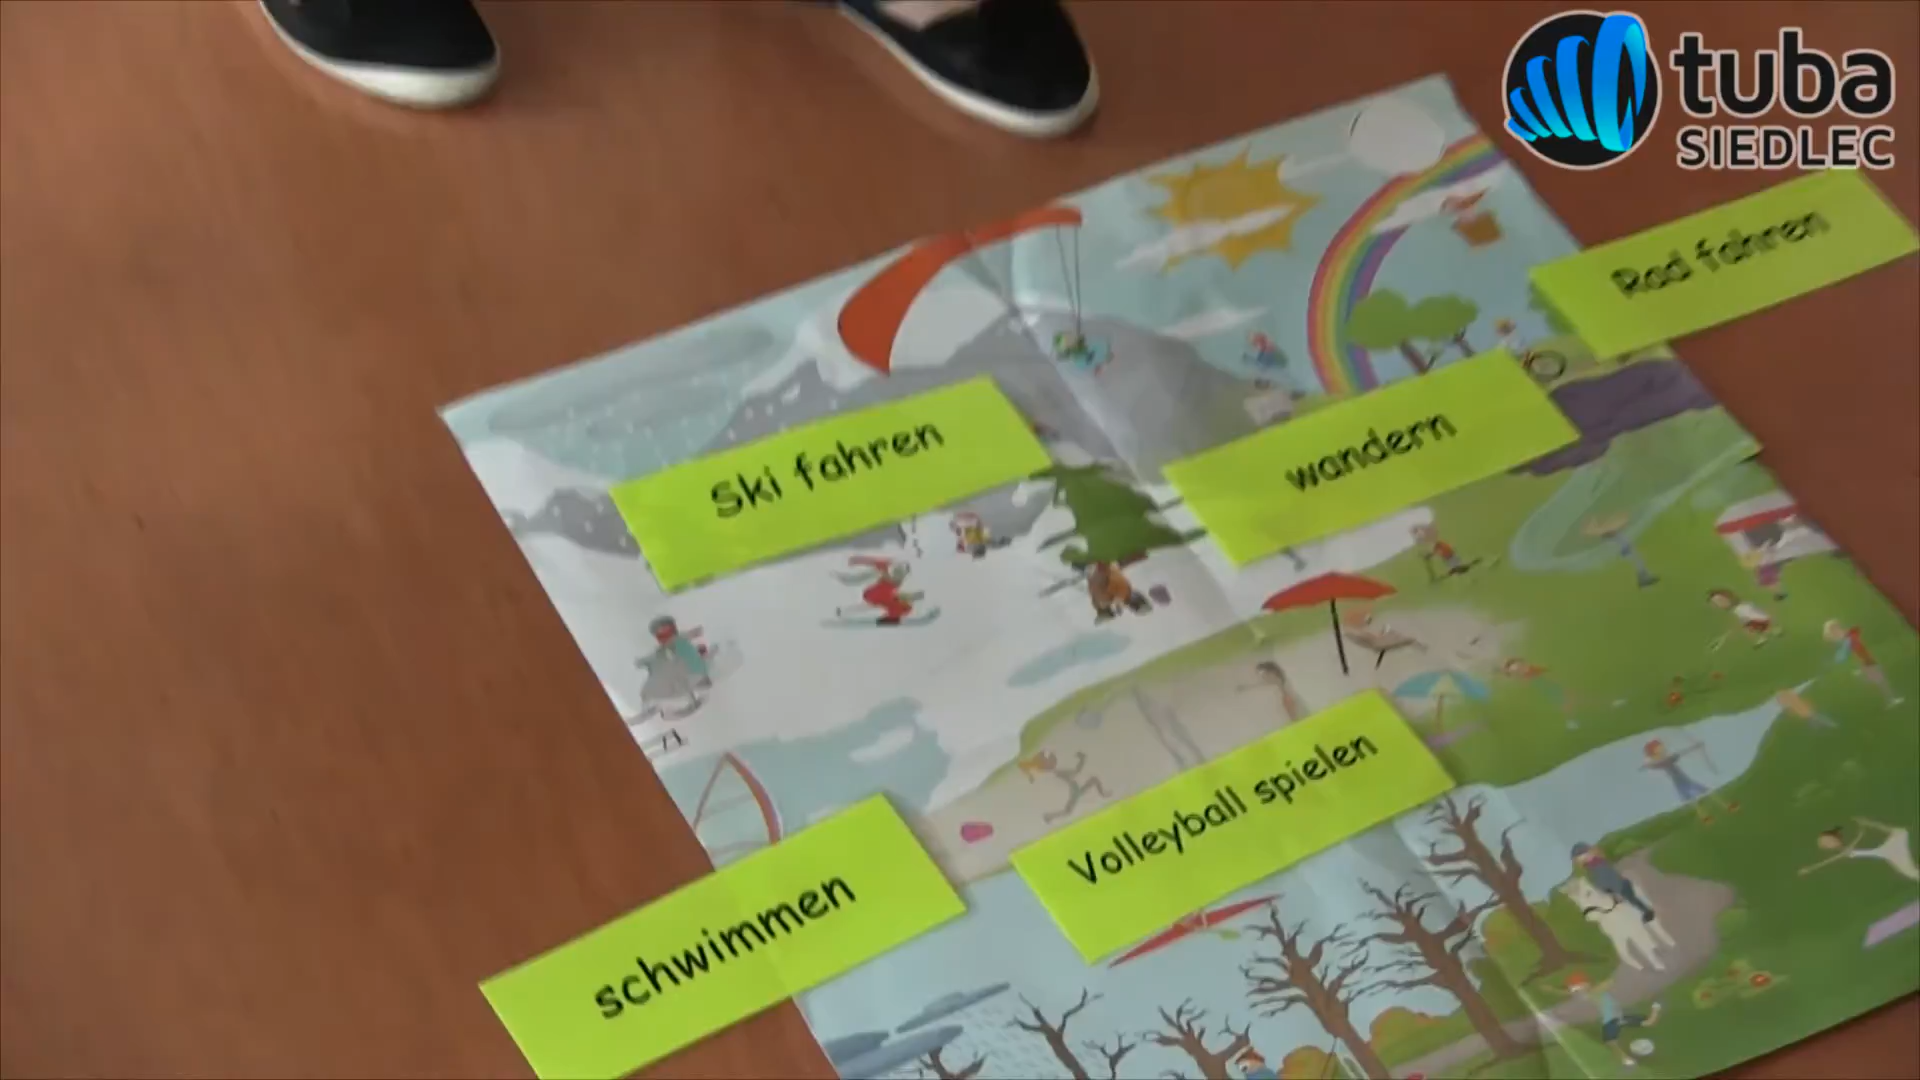 tuba
SIEDLEC
Rad fahren
Ski fahren
wandern
Volleyball spielen
schwimmen